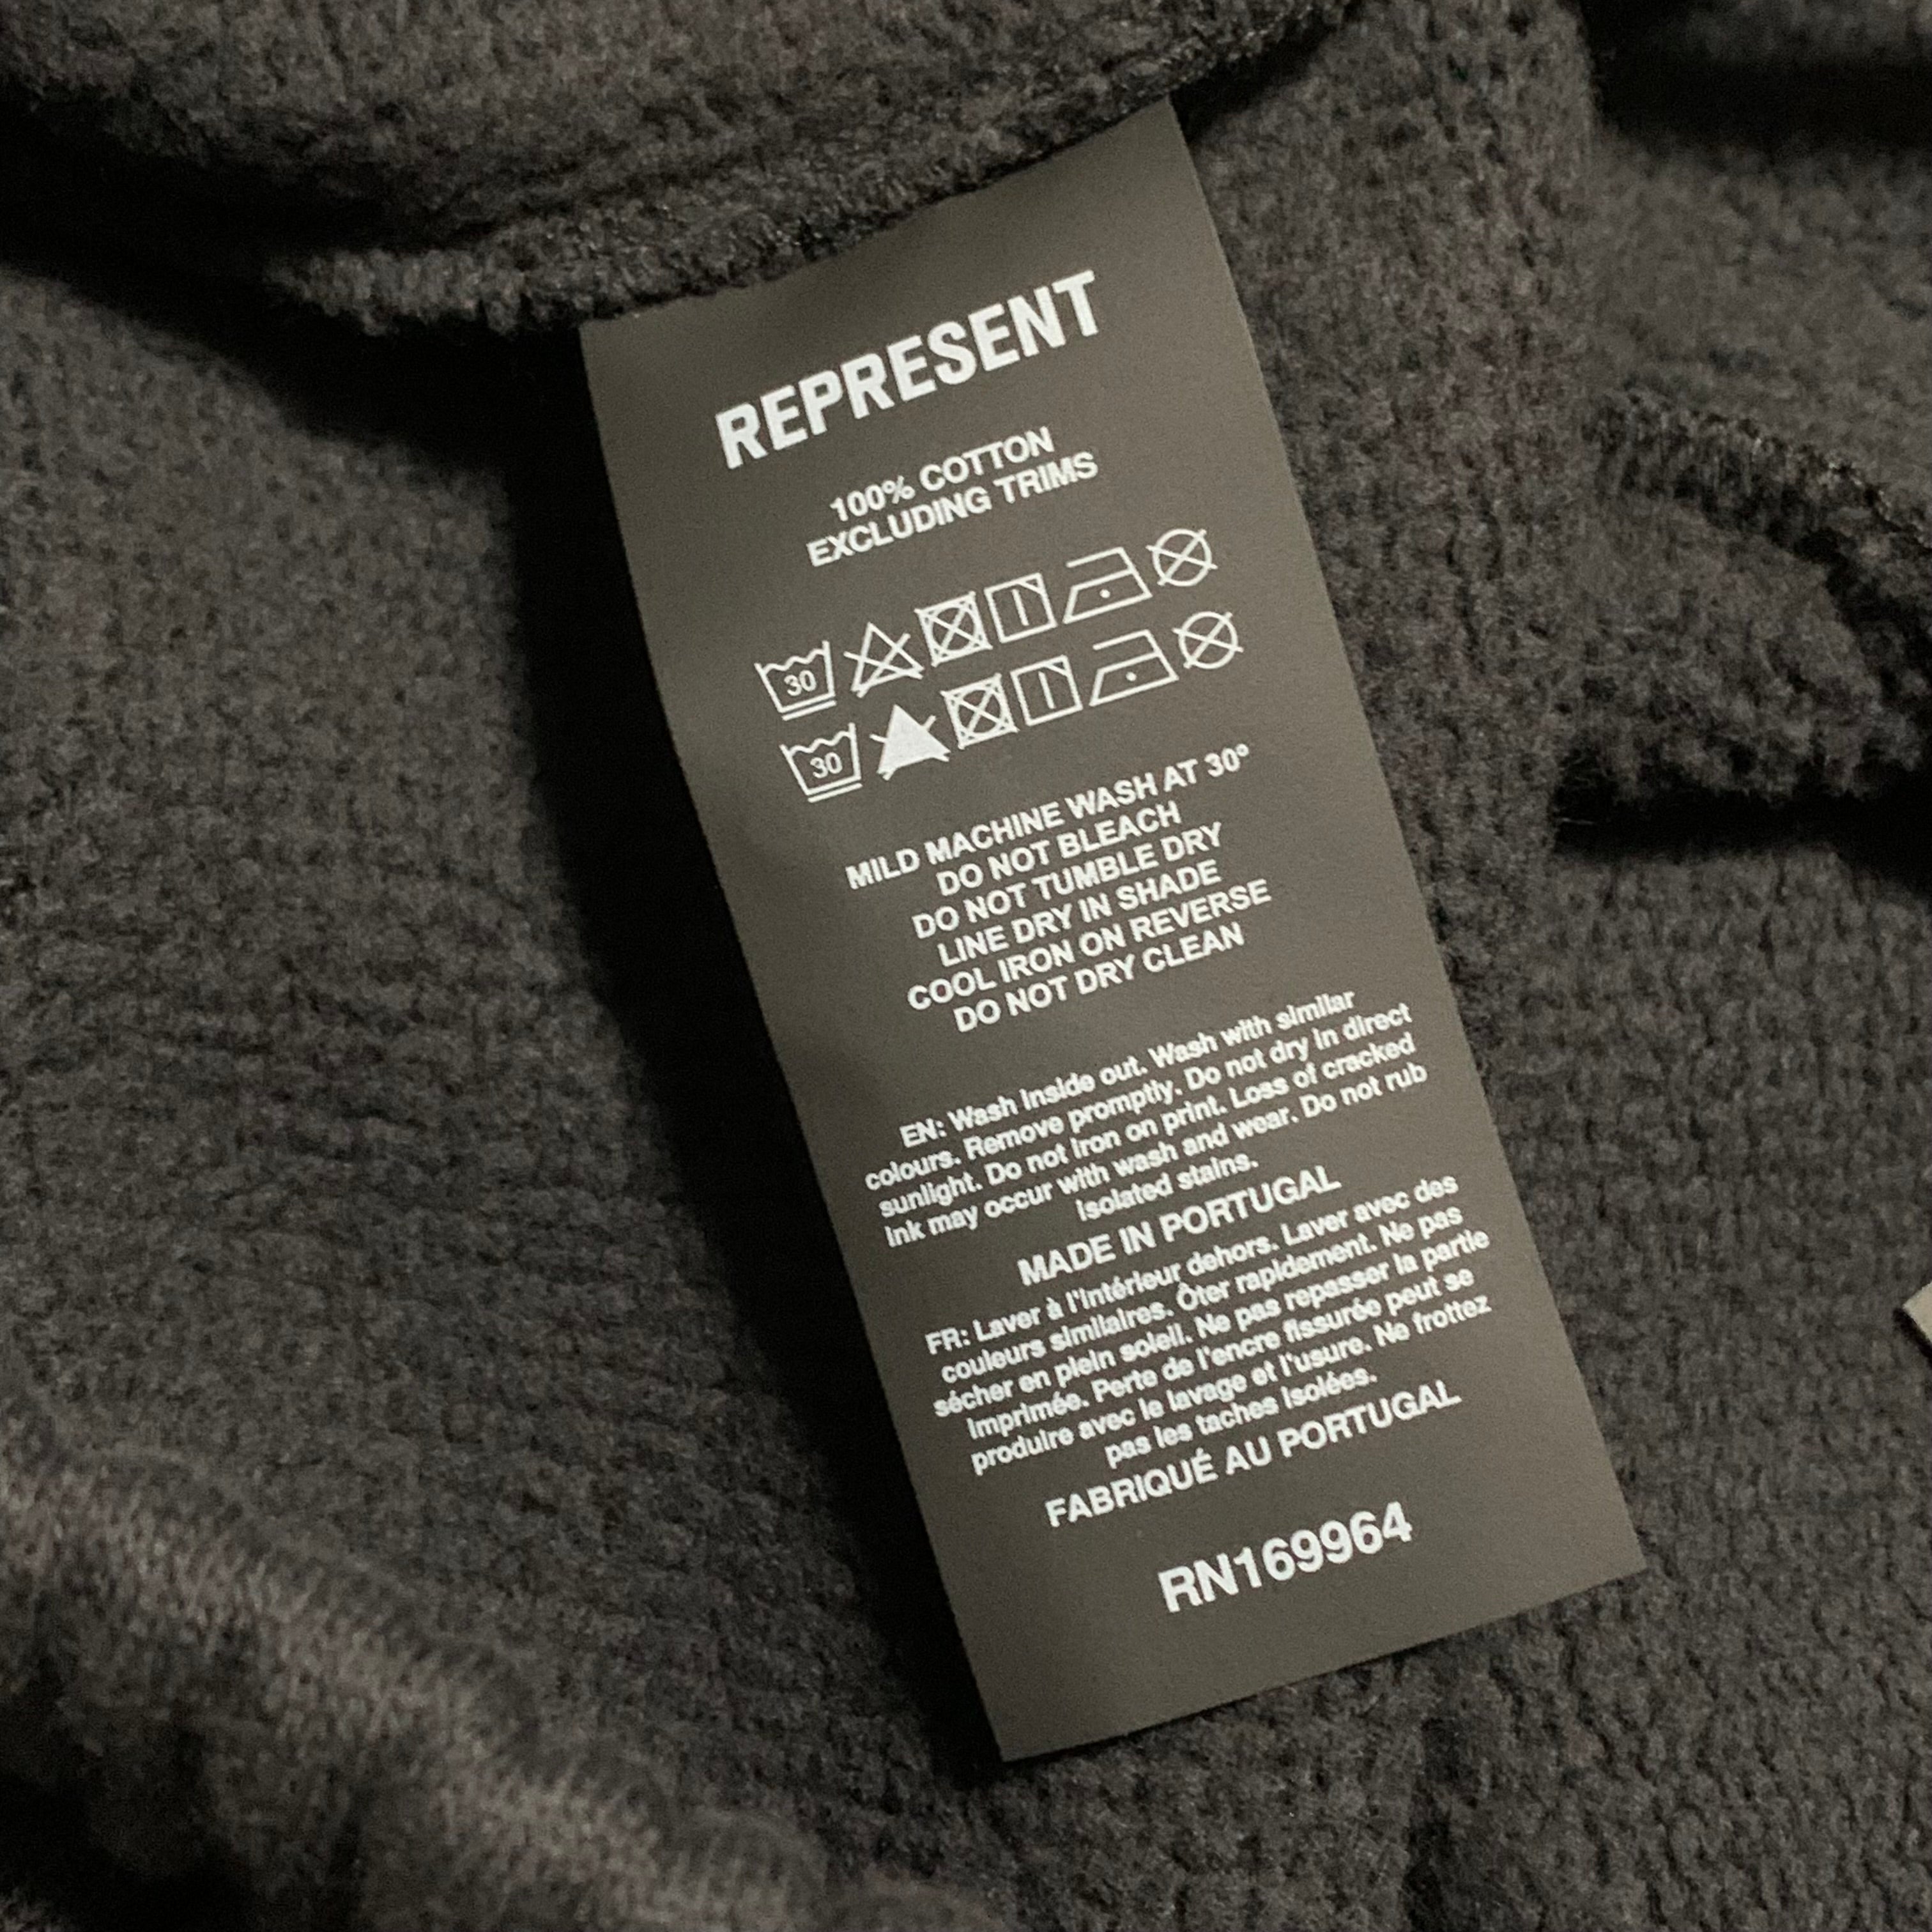 REPRESENT
100% COTTON
EXCLUDING TRIMS
30
30
MILD MACHINE WASH AT 30°
DO NOT BLEACH
DO NOT TUMBLE DRY
LINE DRY IN SHADE
COOL IRON ON REVERSE
DO NOT DRY CLEAN
EN: Wash inside out. Wash with similar
colours. Remove promptly. Do not dry in direct
sunlight. Do not iron on print. Loss of cracked
ink may occur with wash and wear. Do not rub
isolated stains.
MADE IN PORTUGAL
FR: Laver à l'intérieur dehors. Laver avec des
couleurs similaires. Ôter rapidement. Ne pas
sécher en plein soleil. Ne pas repasser la partie
imprimée. Perte de l'encre fissurée peut se
produire avec le lavage et l'usure. Ne frottez
pas les taches isolées.
FABRIQUÉ AU PORTUGAL
RN169964